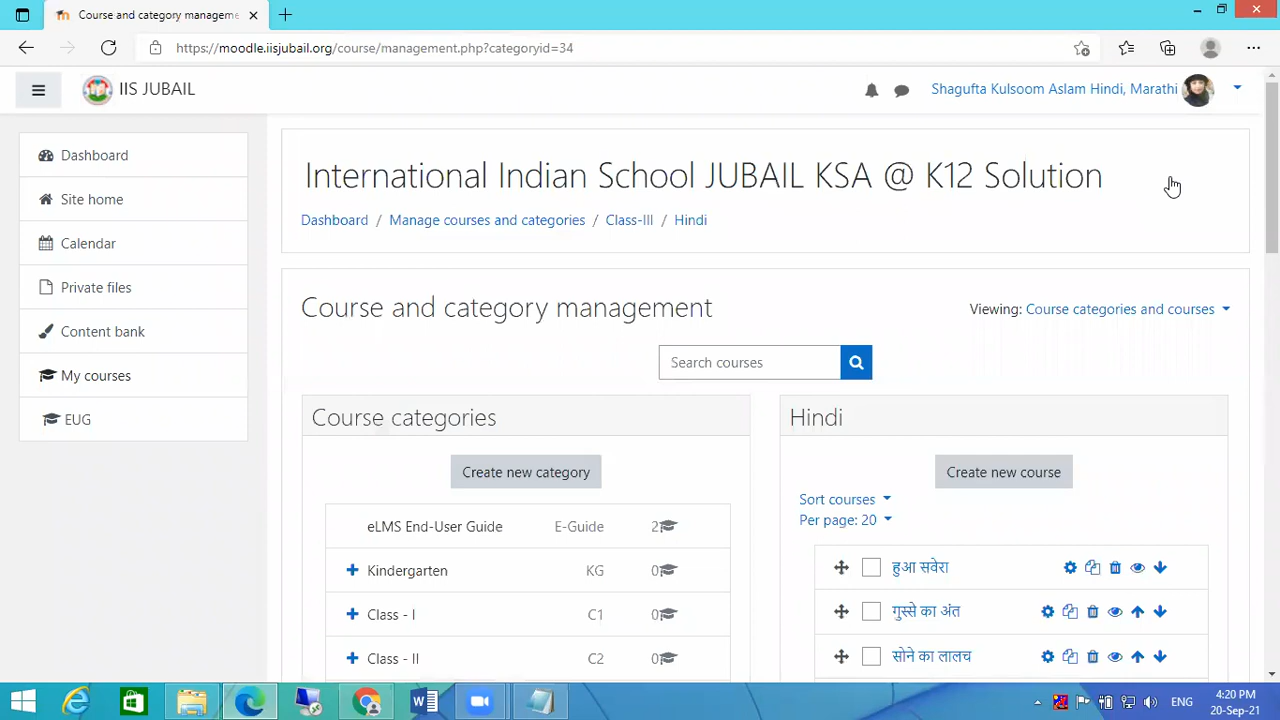 Course and category managem
https://moodle.iisjubail.org/course/management.php?categoryid=34
IIS JUBAIL
Shagufta Kulsoom Aslam Hindi, Marathi
Dashboard
Site home
Calendar
Private files
Content bank
My courses
EUG
International Indian School JUBAIL KSA @ K12 Solution
Dashboard / Manage courses and categories / Class-III / Hindi
Course and category management
Viewing: Course categories and courses
Search courses
Course categories
Create new category
eLMS End-User Guide E-Guide 2
Kindergarten KG 0
Class - I C1 0
Class - II C2 0
Hindi
Create new course
Sort courses
Per page: 20
हुआ सवेरा
गुस्से का अंत
सोने का लालच
ENG
4:20 PM
20-Sep-21